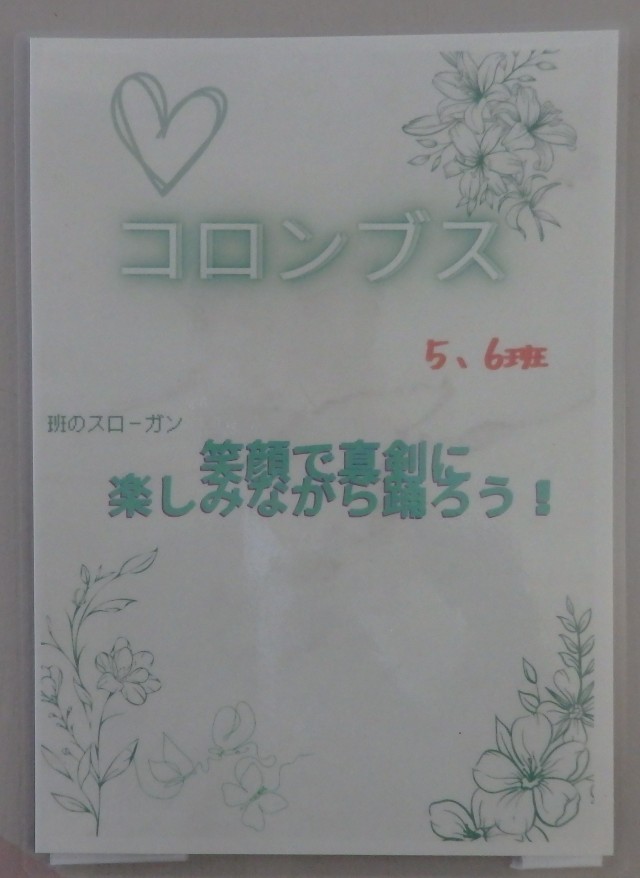 コロンブス
5、6班
班のスローガン
笑顔で真剣に
楽しみながら踊ろう！